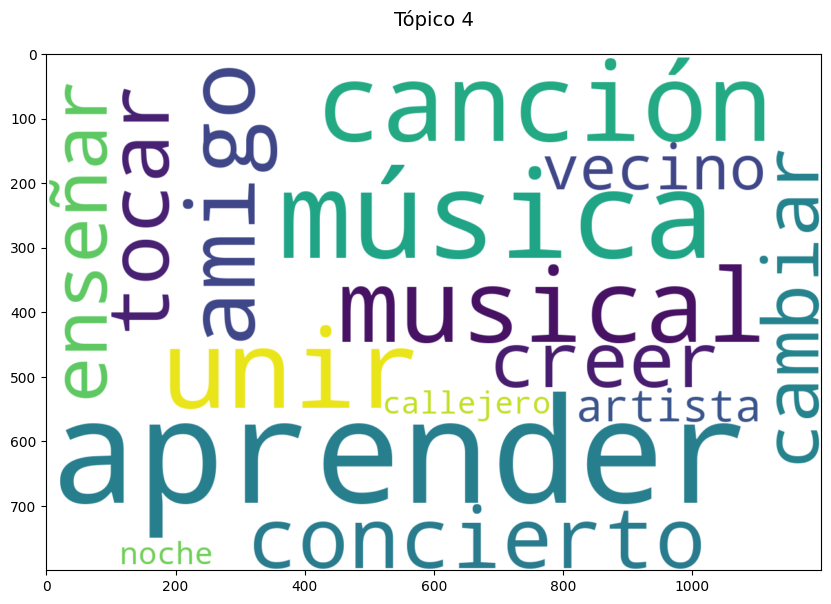 Tópico 4
0
100
200
300
400
500
600
700
0 200 400 600 800 1000
enseñar
tocar
amigo
canción
vecino
música
cambiar
musical
unir
creer
callejero
artista
aprender
concierto
noche